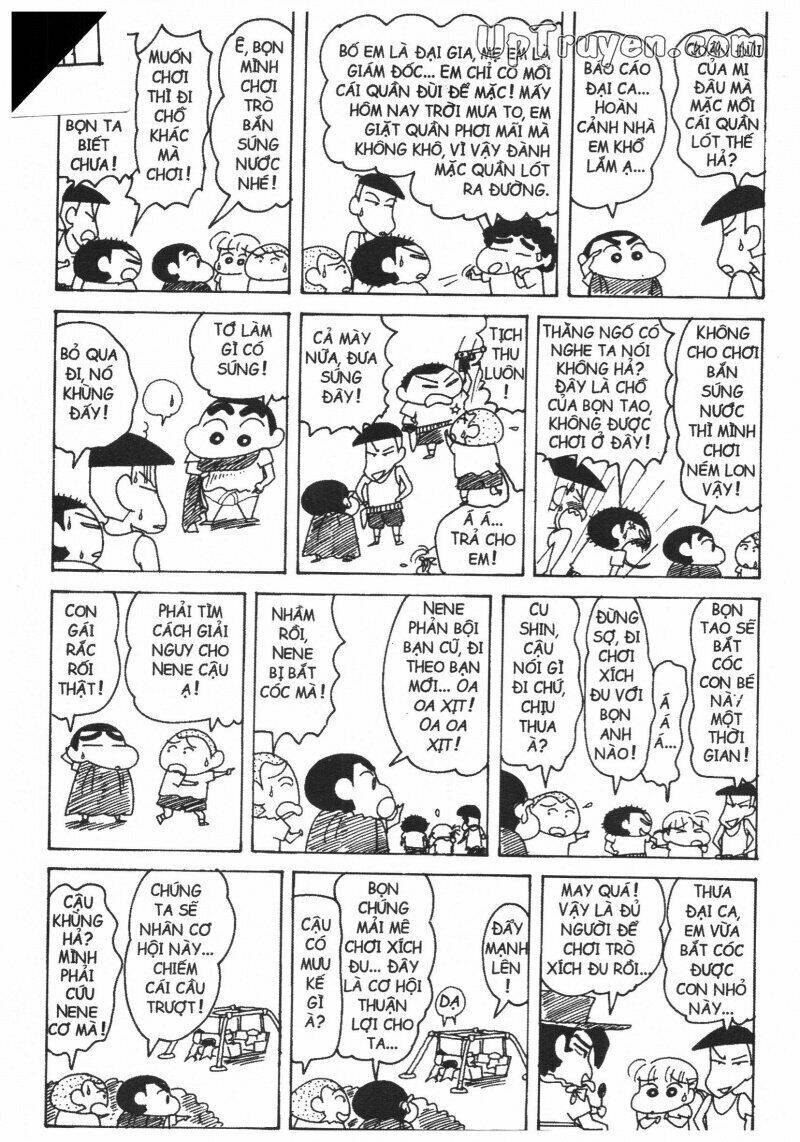 UpTruyen.com
QUẦN ĐÙI
CỦA MI
ĐÂU MÀ
MẶC MỖI
CÁI QUẦN
LÓT THẾ
HẢ?
BÁO CÁO
ĐẠI CA...
HOÀN
CẢNH NHÀ
EM KHỔ
LẮM Ạ...
BỐ EM LÀ ĐẠI GIA, MẸ EM LÀ
GIÁM ĐỐC... EM CHỈ CÓ MỖI
CÁI QUẦN ĐÙI ĐỂ MẶC! MẤY
HÔM NAY TRỜI MƯA TO, EM
GIẶT QUẦN PHƠI MÃI MÀ
KHÔNG KHÔ, VÌ VẬY ĐÀNH
MẶC QUẦN LÓT
RA ĐƯỜNG.
Ê, BỌN
MÌNH
CHƠI
TRÒ
BẮN
SÚNG
NƯỚC
NHÉ!
MUỐN
CHƠI
THÌ ĐI
CHỖ
KHÁC
MÀ
CHƠI!
BỌN TA
BIẾT
CHƯA!
KHÔNG
CHO CHƠI
BẮN
SÚNG
NƯỚC
THÌ MÌNH
CHƠI
NÉM LON
VẬY!
THẰNG NGỐ CÓ
NGHE TA NÓI
KHÔNG HẢ?
ĐÂY LÀ CHỖ
CỦA BỌN TAO,
KHÔNG ĐƯỢC
CHƠI Ở ĐÂY!
TỊCH
THU
LUÔN!
CẢ MÀY
NỮA, ĐƯA
SÚNG
ĐÂY!
Á Á...
TRẢ CHO
EM!
TỚ LÀM
GÌ CÓ
SÚNG!
BỎ QUA
ĐI, NÓ
KHÙNG
ĐẤY!
BỌN
TAO SẼ
BẮT
CÓC
CON BÉ
NÀY
MỘT
THỜI
GIAN!
Á
Á Á...
ĐỪNG
SỢ, ĐI
CHƠI
XÍCH
ĐU VỚI
BỌN
ANH
NÀO!
CU
SHIN,
CẬU
NÓI GÌ
ĐI CHỨ,
CHỊU
THUA
À?
NENE
PHẢN BỘI
BẠN CŨ, ĐI
THEO BẠN
MỚI... OA
OA XỊT!
OA OA
XỊT!
NHẦM
RỒI,
NENE
BỊ BẮT
CÓC MÀ!
PHẢI TÌM
CÁCH GIẢI
NGUY CHO
NENE CẬU
Ạ!
CON
GÁI
RẮC
RỐI
THẬT!
THƯA
ĐẠI CA,
EM VỪA
BẮT CÓC
ĐƯỢC
CON NHỎ
NÀY...
MAY QUÁ!
VẬY LÀ ĐỦ
NGƯỜI ĐỂ
CHƠI TRÒ
XÍCH ĐU RỒI...
ĐẨY
MẠNH
LÊN!
DẠ
BỌN
CHÚNG
MẢI MÊ
CHƠI XÍCH
ĐU... ĐÂY
LÀ CƠ HỘI
THUẬN
LỢI CHO
TA...
CẬU
CÓ
MƯU
KẾ
GÌ
À?
CHÚNG
TA SẼ
NHÂN CƠ
HỘI NÀY...
CHIẾM
CÁI CẦU
TRƯỢT!
CẬU
KHÙNG
HẢ?
MÌNH
PHẢI
CỨU
NENE
CƠ MÀ!